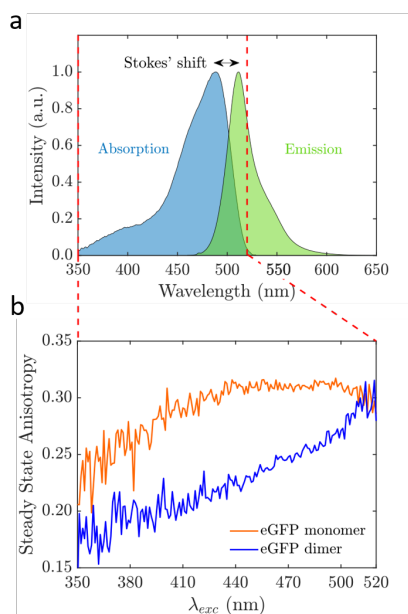 a
Stokes' shift
1.0
0.8
0.6
0.4
0.2
0.0
Intensity (a.u.)
Absorption
Emission
350 400 450 500 550 600 650
Wavelength (nm)
b
0.35
0.30
0.25
0.20
0.15
Steady State Anisotropy
eGFP monomer
eGFP dimer
350 380 410 440 470 490 520
λexc (nm)